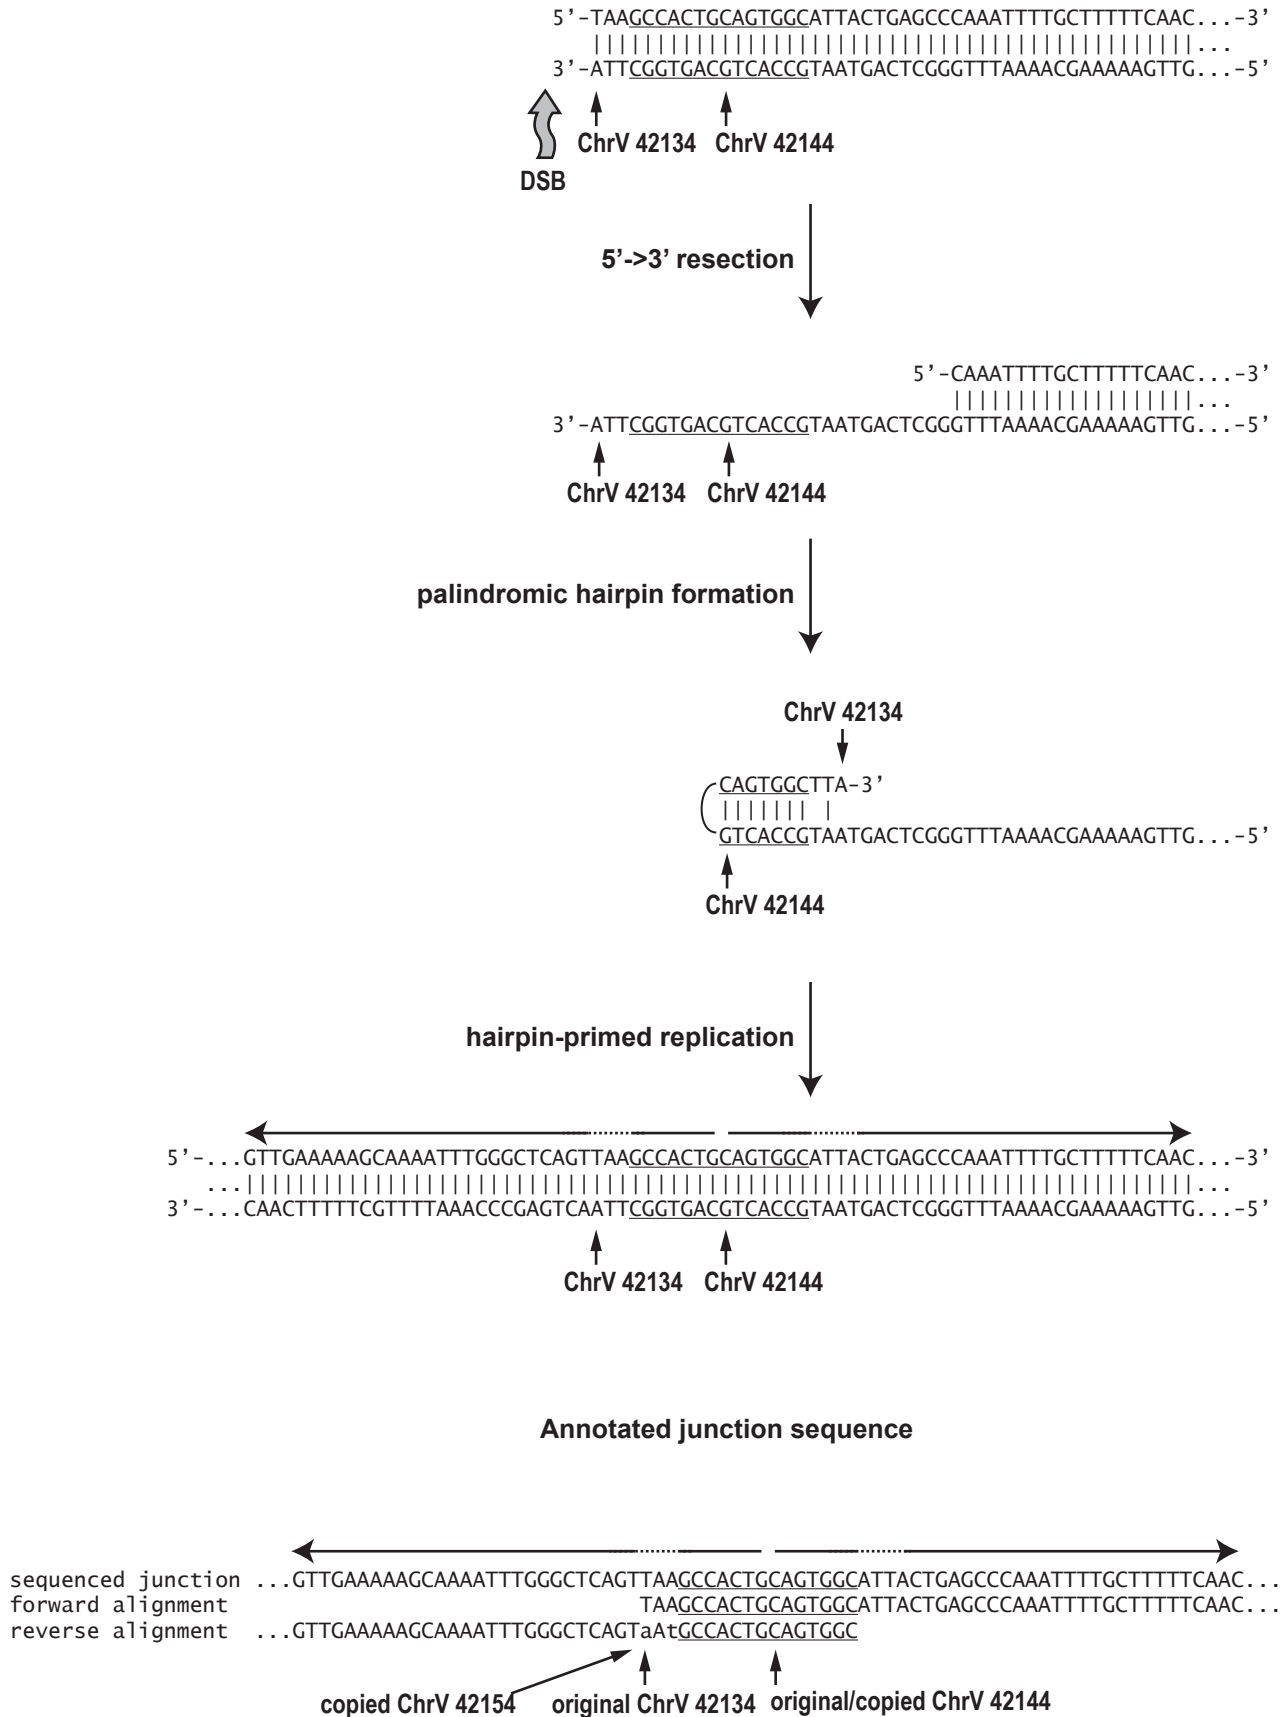 5’-TAAGCCACTGCAGTGGCATTACTGAGCCCAAATTTTGCTTTTTCAAC...-3’
|||||||||||||||||||||||||||||||||||||||||||||||...
3’-ATTCGGTGACGTCACCGTAATGACTCGGGTTTAAAACGAAAAAGTTG...-5’
ChrV 42134 ChrV 42144
DSB
5’->3’ resection
5’-CAAATTTTGCTTTTTCAAC...-3’
|||||||||||||||||||...
3’-ATTCGGTGACGTCACCGTAATGACTCGGGTTTAAAACGAAAAAGTTG...-5’
ChrV 42134 ChrV 42144
palindromic hairpin formation
ChrV 42134
CAGTGGCTTA-3’
||||||| |
GTCACCGTAATGACTCGGGTTTAAAACGAAAAAGTTG...-5’
ChrV 42144
hairpin-primed replication
5’-...GTTGAAAAAGCAAAATTTGGGCTCAGTTAAGCCACTGCAGTGGCATTACTGAGCCCAAATTTTGCTTTTTCAAC...-3’
...||||||||||||||||||||||||||||||||||||||||||||||||||||||||||||||||||||||||||...
3’-...CAACTTTTTCGTTTTAAACCCGAGTCAATTCGGTGACGTCACCGTAATGACTCGGGTTTAAAACGAAAAAGTTG...-5’
ChrV 42134 ChrV 42144
Annotated junction sequence
sequenced junction ...GTTGAAAAAGCAAAATTTGGGCTCAGTTAAGCCACTGCAGTGGCATTACTGAGCCCAAATTTTGCTTTTTCAAC...
forward alignment TAAGCCACTGCAGTGGCATTACTGAGCCCAAATTTTGCTTTTTCAAC...
reverse alignment ...GTTGAAAAAGCAAAATTTGGGCTCAGTaAtGCCACTGCAGTGGC
copied ChrV 42154 original ChrV 42134 original/copied ChrV 42144